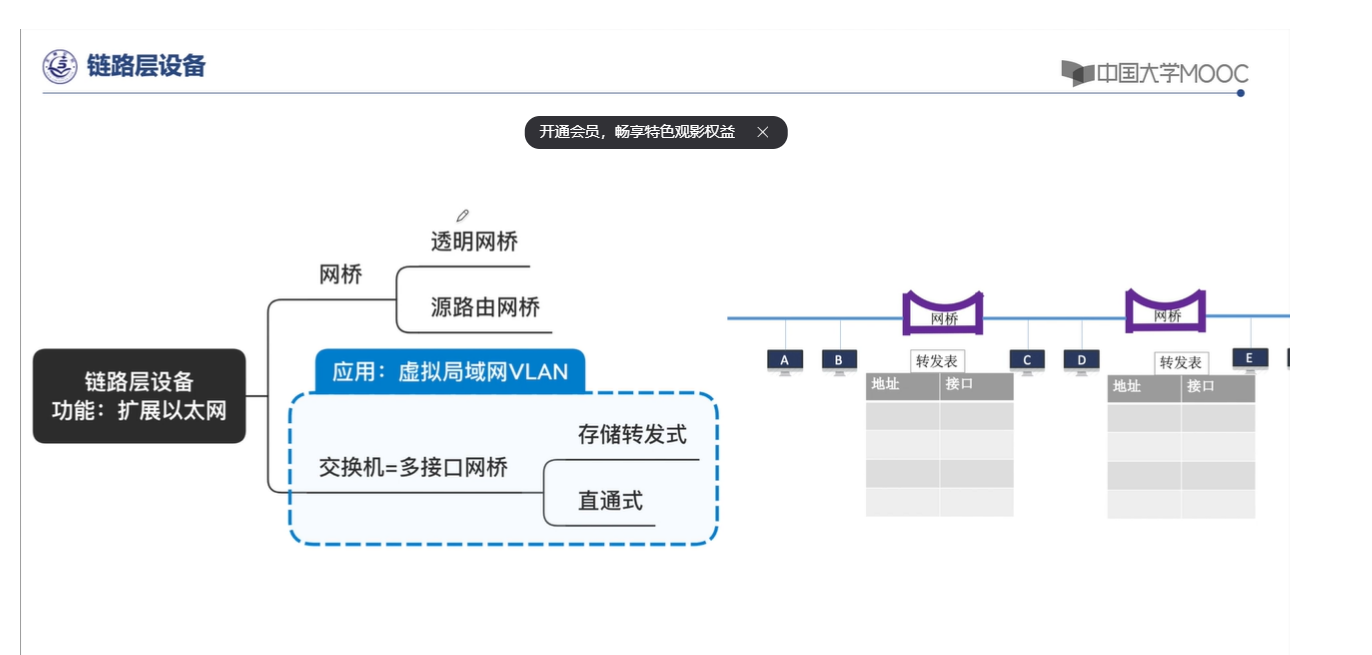 链路层设备
中国大学MOOC
开通会员，畅享特色观影权益
透明网桥
网桥
源路由网桥
链路层设备
功能：扩展以太网
应用：虚拟局域网VLAN
存储转发式
交换机=多接口网桥
直通式
网桥
网桥
A
B
C
D
E
转发表
地址
接口
转发表
地址
接口